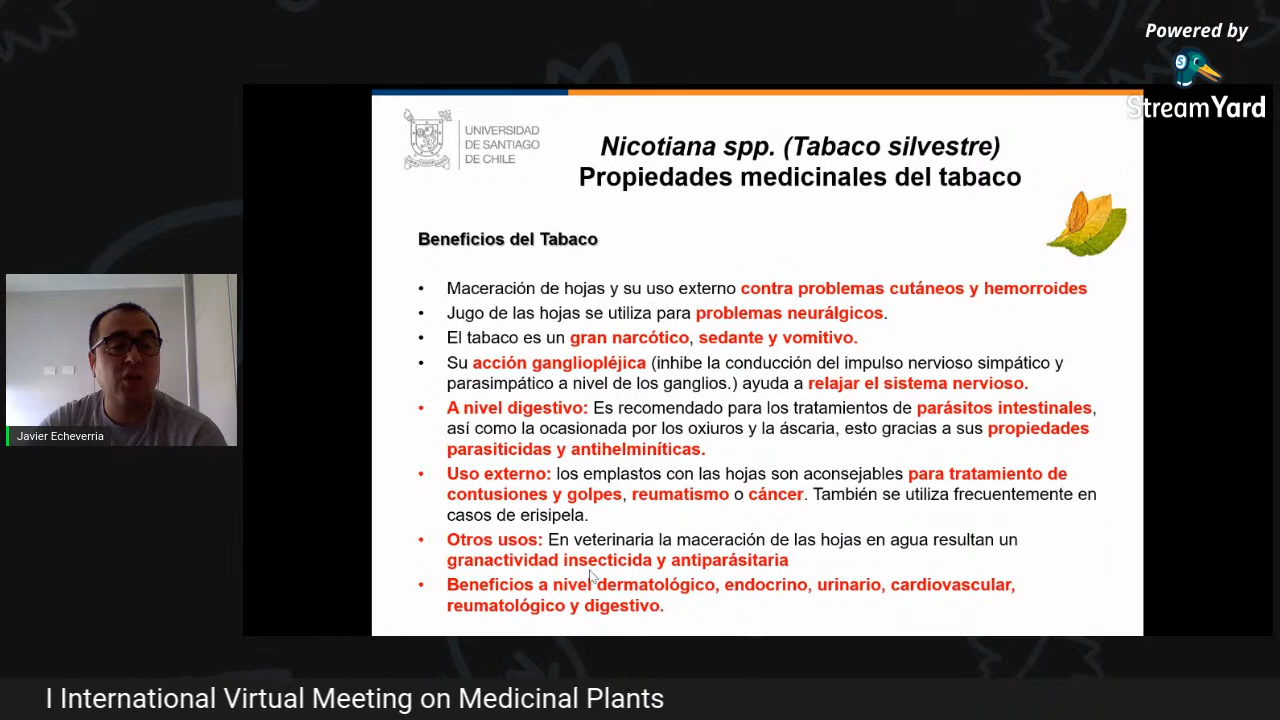 Powered by
StreamYard
UNIVERSIDAD
DE SANTIAGO
DE CHILE
Nicotiana spp. (Tabaco silvestre)
Propiedades medicinales del tabaco
Beneficios del Tabaco
• Maceración de hojas y su uso externo contra problemas cutáneos y hemorroides
• Jugo de las hojas se utiliza para problemas neurálgicos.
• El tabaco es un gran narcótico, sedante y vomitivo.
• Su acción gangliopléjica (inhibe la conducción del impulso nervioso simpático y
parasimpático a nivel de los ganglios.) ayuda a relajar el sistema nervioso.
• A nivel digestivo: Es recomendado para los tratamientos de parásitos intestinales,
así como la ocasionada por los oxiuros y la áscaria, esto gracias a sus propiedades
parasiticidas y antihelminíticas.
• Uso externo: los emplastos con las hojas son aconsejables para tratamiento de
contusiones y golpes, reumatismo o cáncer. También se utiliza frecuentemente en
casos de erisipela.
• Otros usos: En veterinaria la maceración de las hojas en agua resultan un
granactividad insecticida y antiparásitaria
• Beneficios a nivel dermatológico, endocrino, urinario, cardiovascular,
reumatológico y digestivo.
Javier Echeverria
I International Virtual Meeting on Medicinal Plants